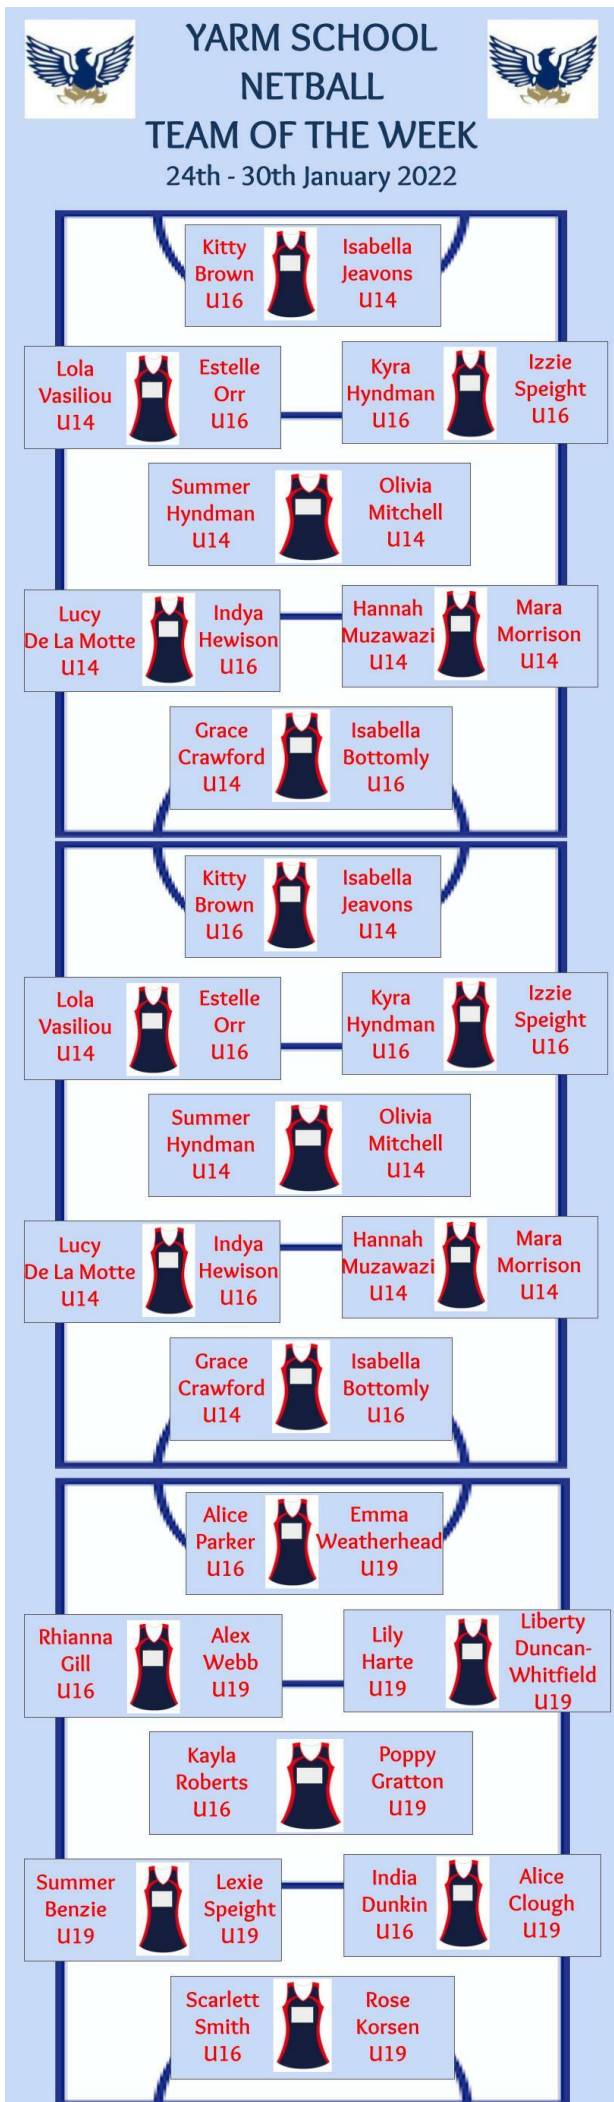 YARM SCHOOL
NETBALL
TEAM OF THE WEEK
24th - 30th January 2022
Kitty
Brown
U16
Isabella
Jeavons
U14
Lola
Vasiliou
U14
Estelle
Orr
U16
Kyra
Hyndman
U16
Izzie
Speight
U16
Summer
Hyndman
U14
Olivia
Mitchell
U14
Lucy
De La Motte
U14
Indya
Hewison
U16
Hannah
Muzawazi
U14
Mara
Morrison
U14
Grace
Crawford
U14
Isabella
Bottomly
U16
Kitty
Brown
U16
Isabella
Jeavons
U14
Lola
Vasiliou
U14
Estelle
Orr
U16
Kyra
Hyndman
U16
Izzie
Speight
U16
Summer
Hyndman
U14
Olivia
Mitchell
U14
Lucy
De La Motte
U14
Indya
Hewison
U16
Hannah
Muzawazi
U14
Mara
Morrison
U14
Grace
Crawford
U14
Isabella
Bottomly
U16
Alice
Parker
U16
Emma
Weatherhead
U19
Rhianna
Gill
U16
Alex
Webb
U19
Lily
Harte
U19
Liberty
Duncan-
Whitfield
U19
Kayla
Roberts
U16
Poppy
Gratton
U19
Summer
Benzie
U19
Lexie
Speight
U19
India
Dunkin
U16
Alice
Clough
U19
Scarlett
Smith
U16
Rose
Korsen
U19